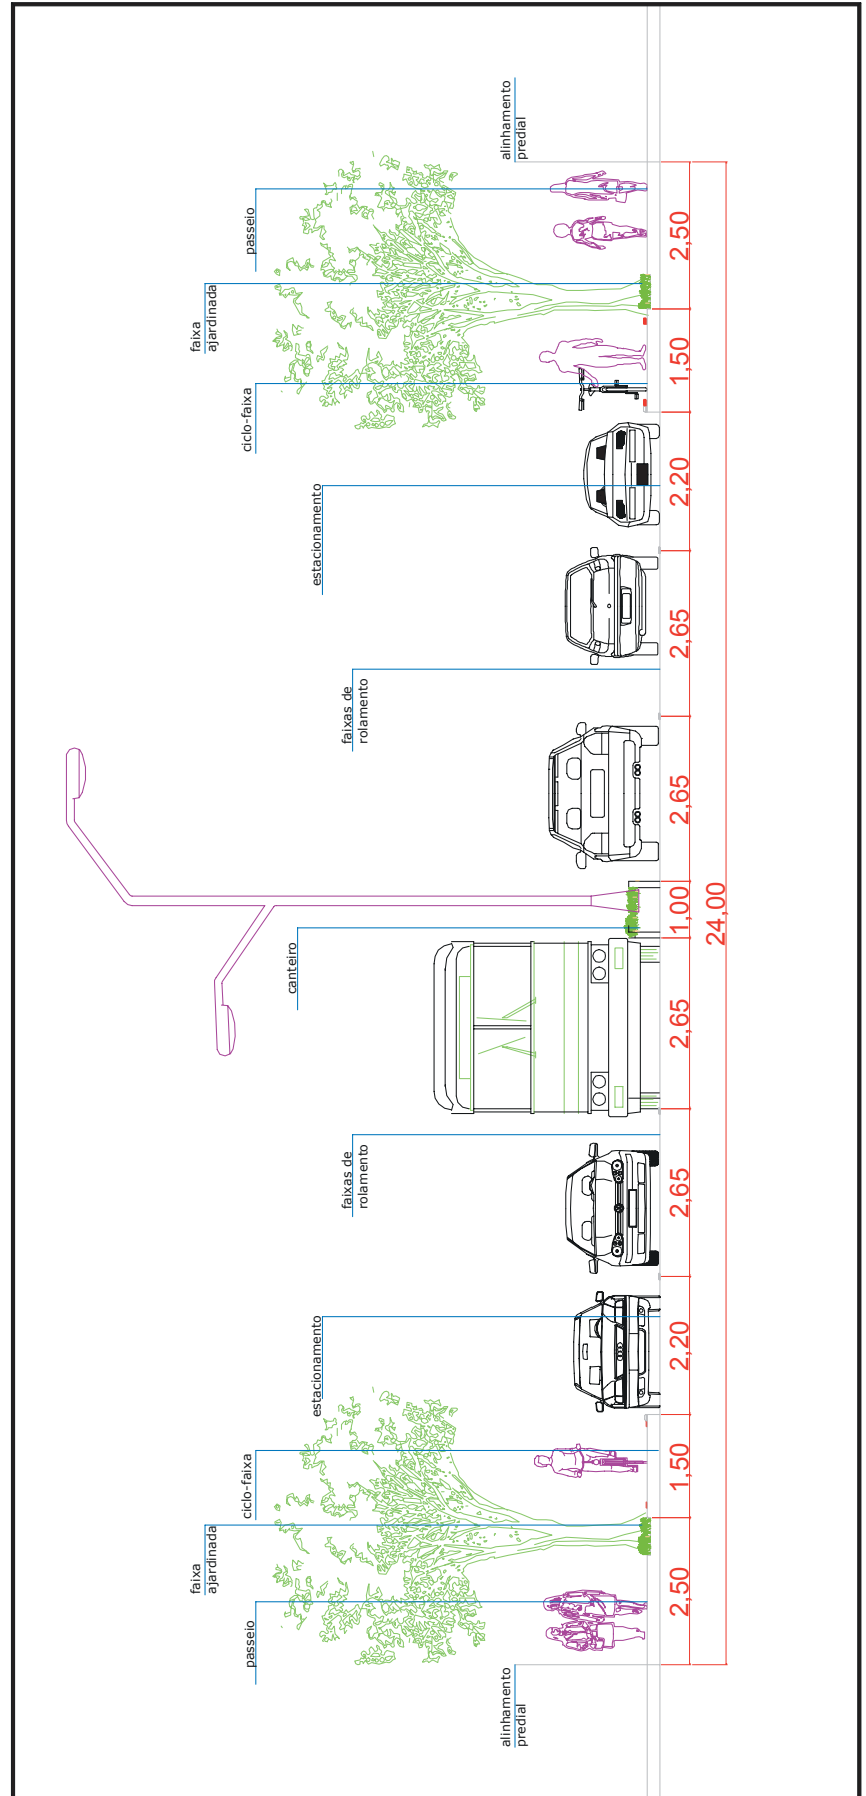 alinhamento
predial
passeio
faixa
ajardinada
ciclo-faixa
estacionamento
faixas de
rolamento
canteiro
faixas de
rolamento
estacionamento
ciclo-faixa
faixa
ajardinada
passeio
alinhamento
predial
2,50
1,50
2,20
2,65
2,65
1,00
2,65
2,65
2,20
1,50
2,50
24,00